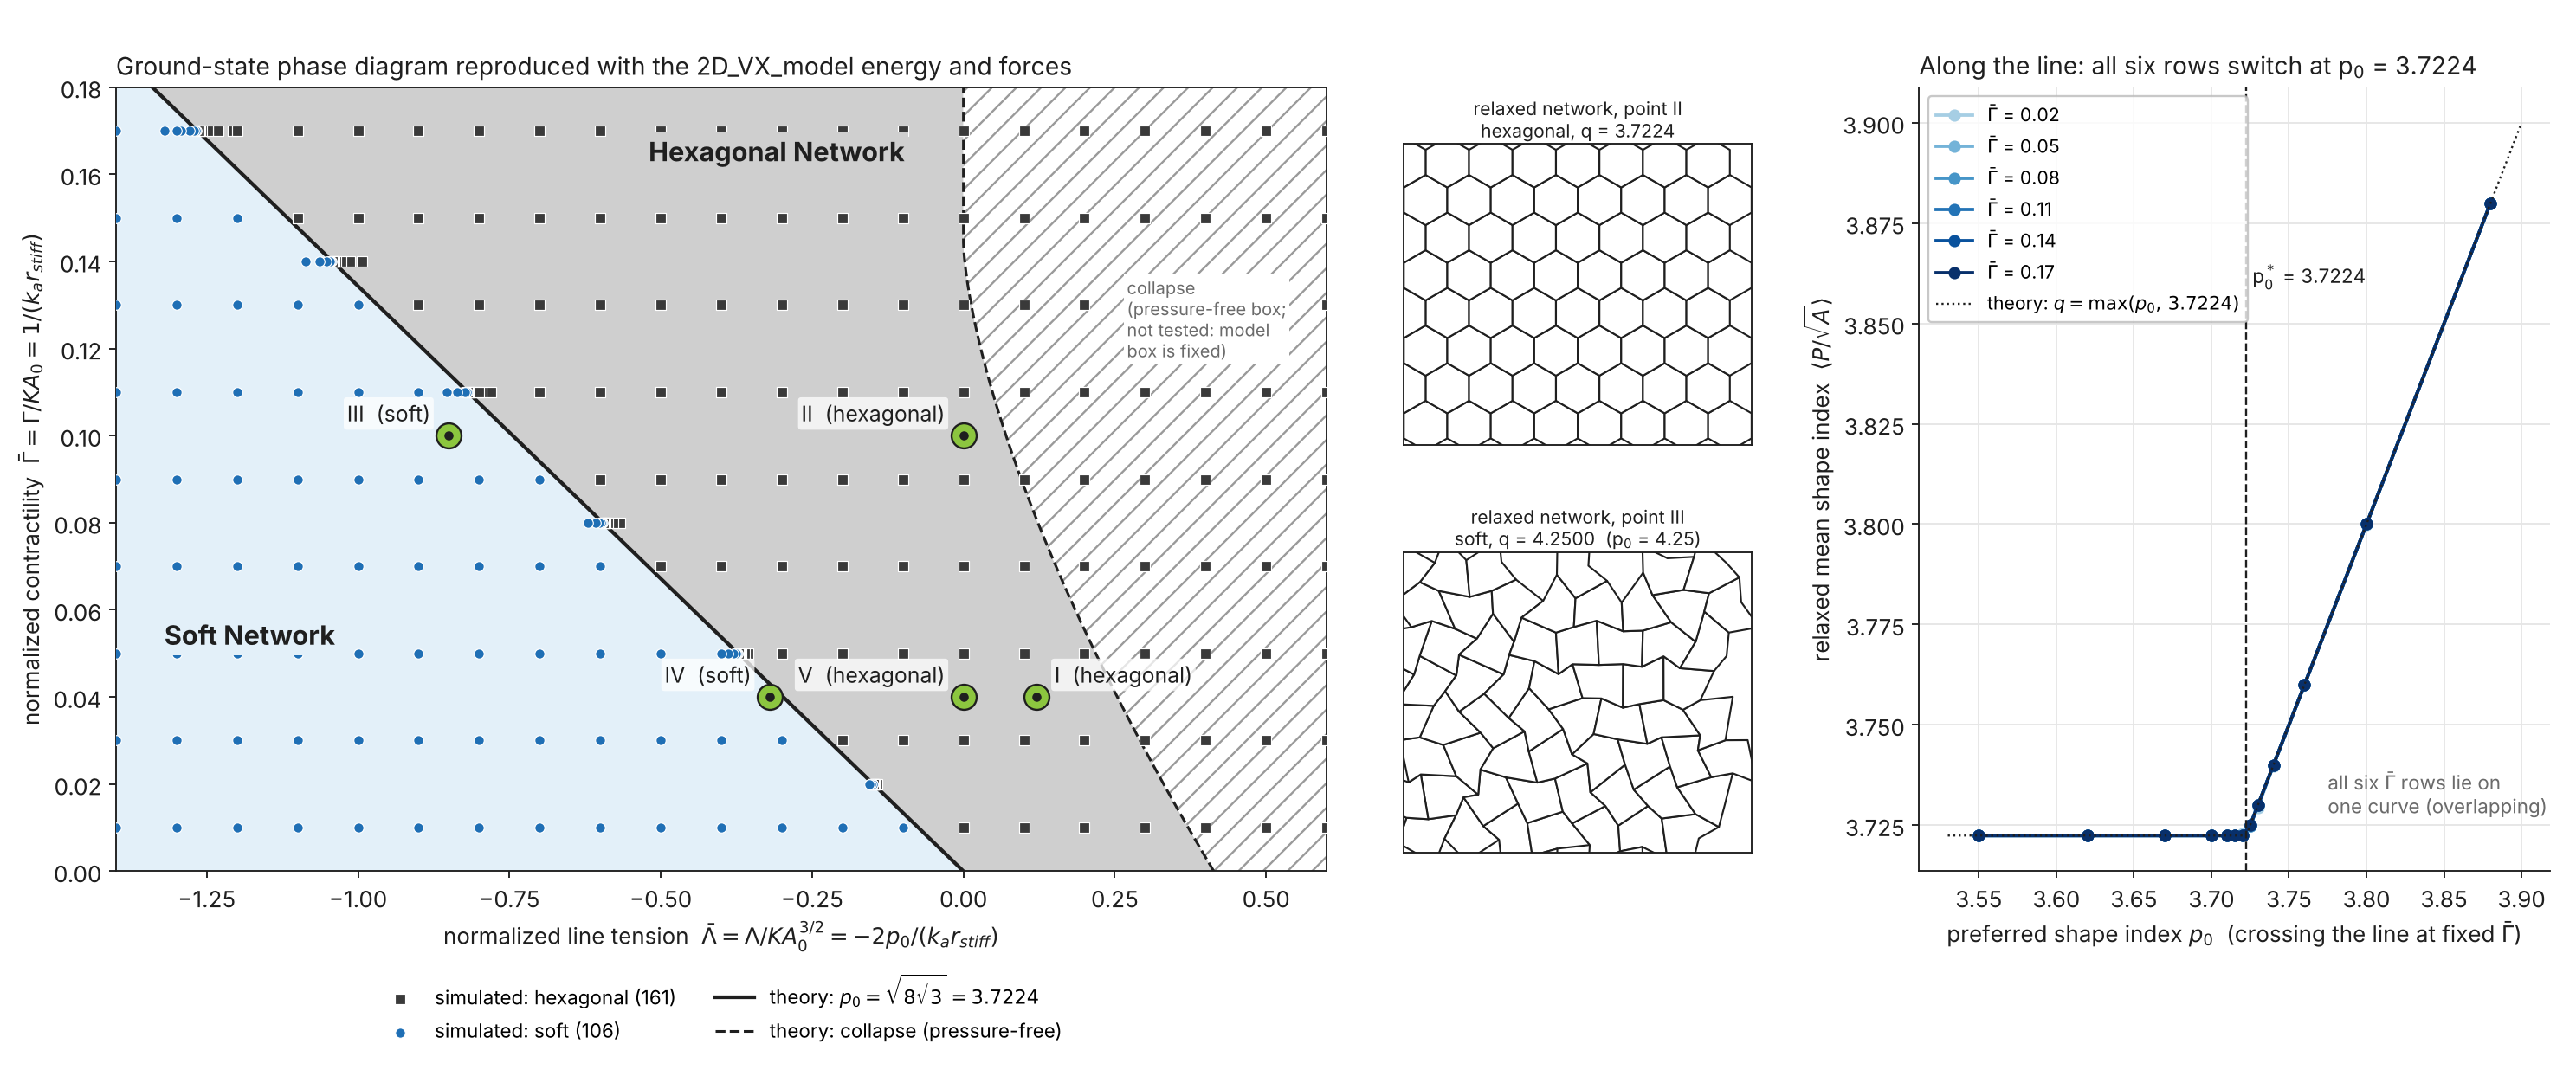 Ground-state phase diagram reproduced with the 2D_VX_model energy and forces
0.18
0.16
0.14
0.12
0.10
0.08
0.06
0.04
0.02
0.00
normalized contractility Γ̄ = Γ/KA₀ = 1/(kₐr_stiff)
Hexagonal Network
collapse
(pressure-free box;
not tested: model
box is fixed)
III (soft)
II (hexagonal)
Soft Network
IV (soft)
V (hexagonal)
I (hexagonal)
−1.25
−1.00
−0.75
−0.50
−0.25
0.00
0.25
0.50
normalized line tension Λ̄ = Λ/KA₀^{3/2} = −2p₀/(kₐr_stiff)
simulated: hexagonal (161)
simulated: soft (106)
theory: p₀ = √(8√3) = 3.7224
theory: collapse (pressure-free)
relaxed network, point II
hexagonal, q = 3.7224
relaxed network, point III
soft, q = 4.2500 (p₀ = 4.25)
Along the line: all six rows switch at p₀ = 3.7224
3.900
3.875
3.850
3.825
3.800
3.775
3.750
3.725
relaxed mean shape index ⟨P/√A⟩
Γ̄ = 0.02
Γ̄ = 0.05
Γ̄ = 0.08
Γ̄ = 0.11
Γ̄ = 0.14
Γ̄ = 0.17
theory: q = max(p₀, 3.7224)
p₀* = 3.7224
all six Γ̄ rows lie on
one curve (overlapping)
3.55
3.60
3.65
3.70
3.75
3.80
3.85
3.90
preferred shape index p₀ (crossing the line at fixed Γ̄)